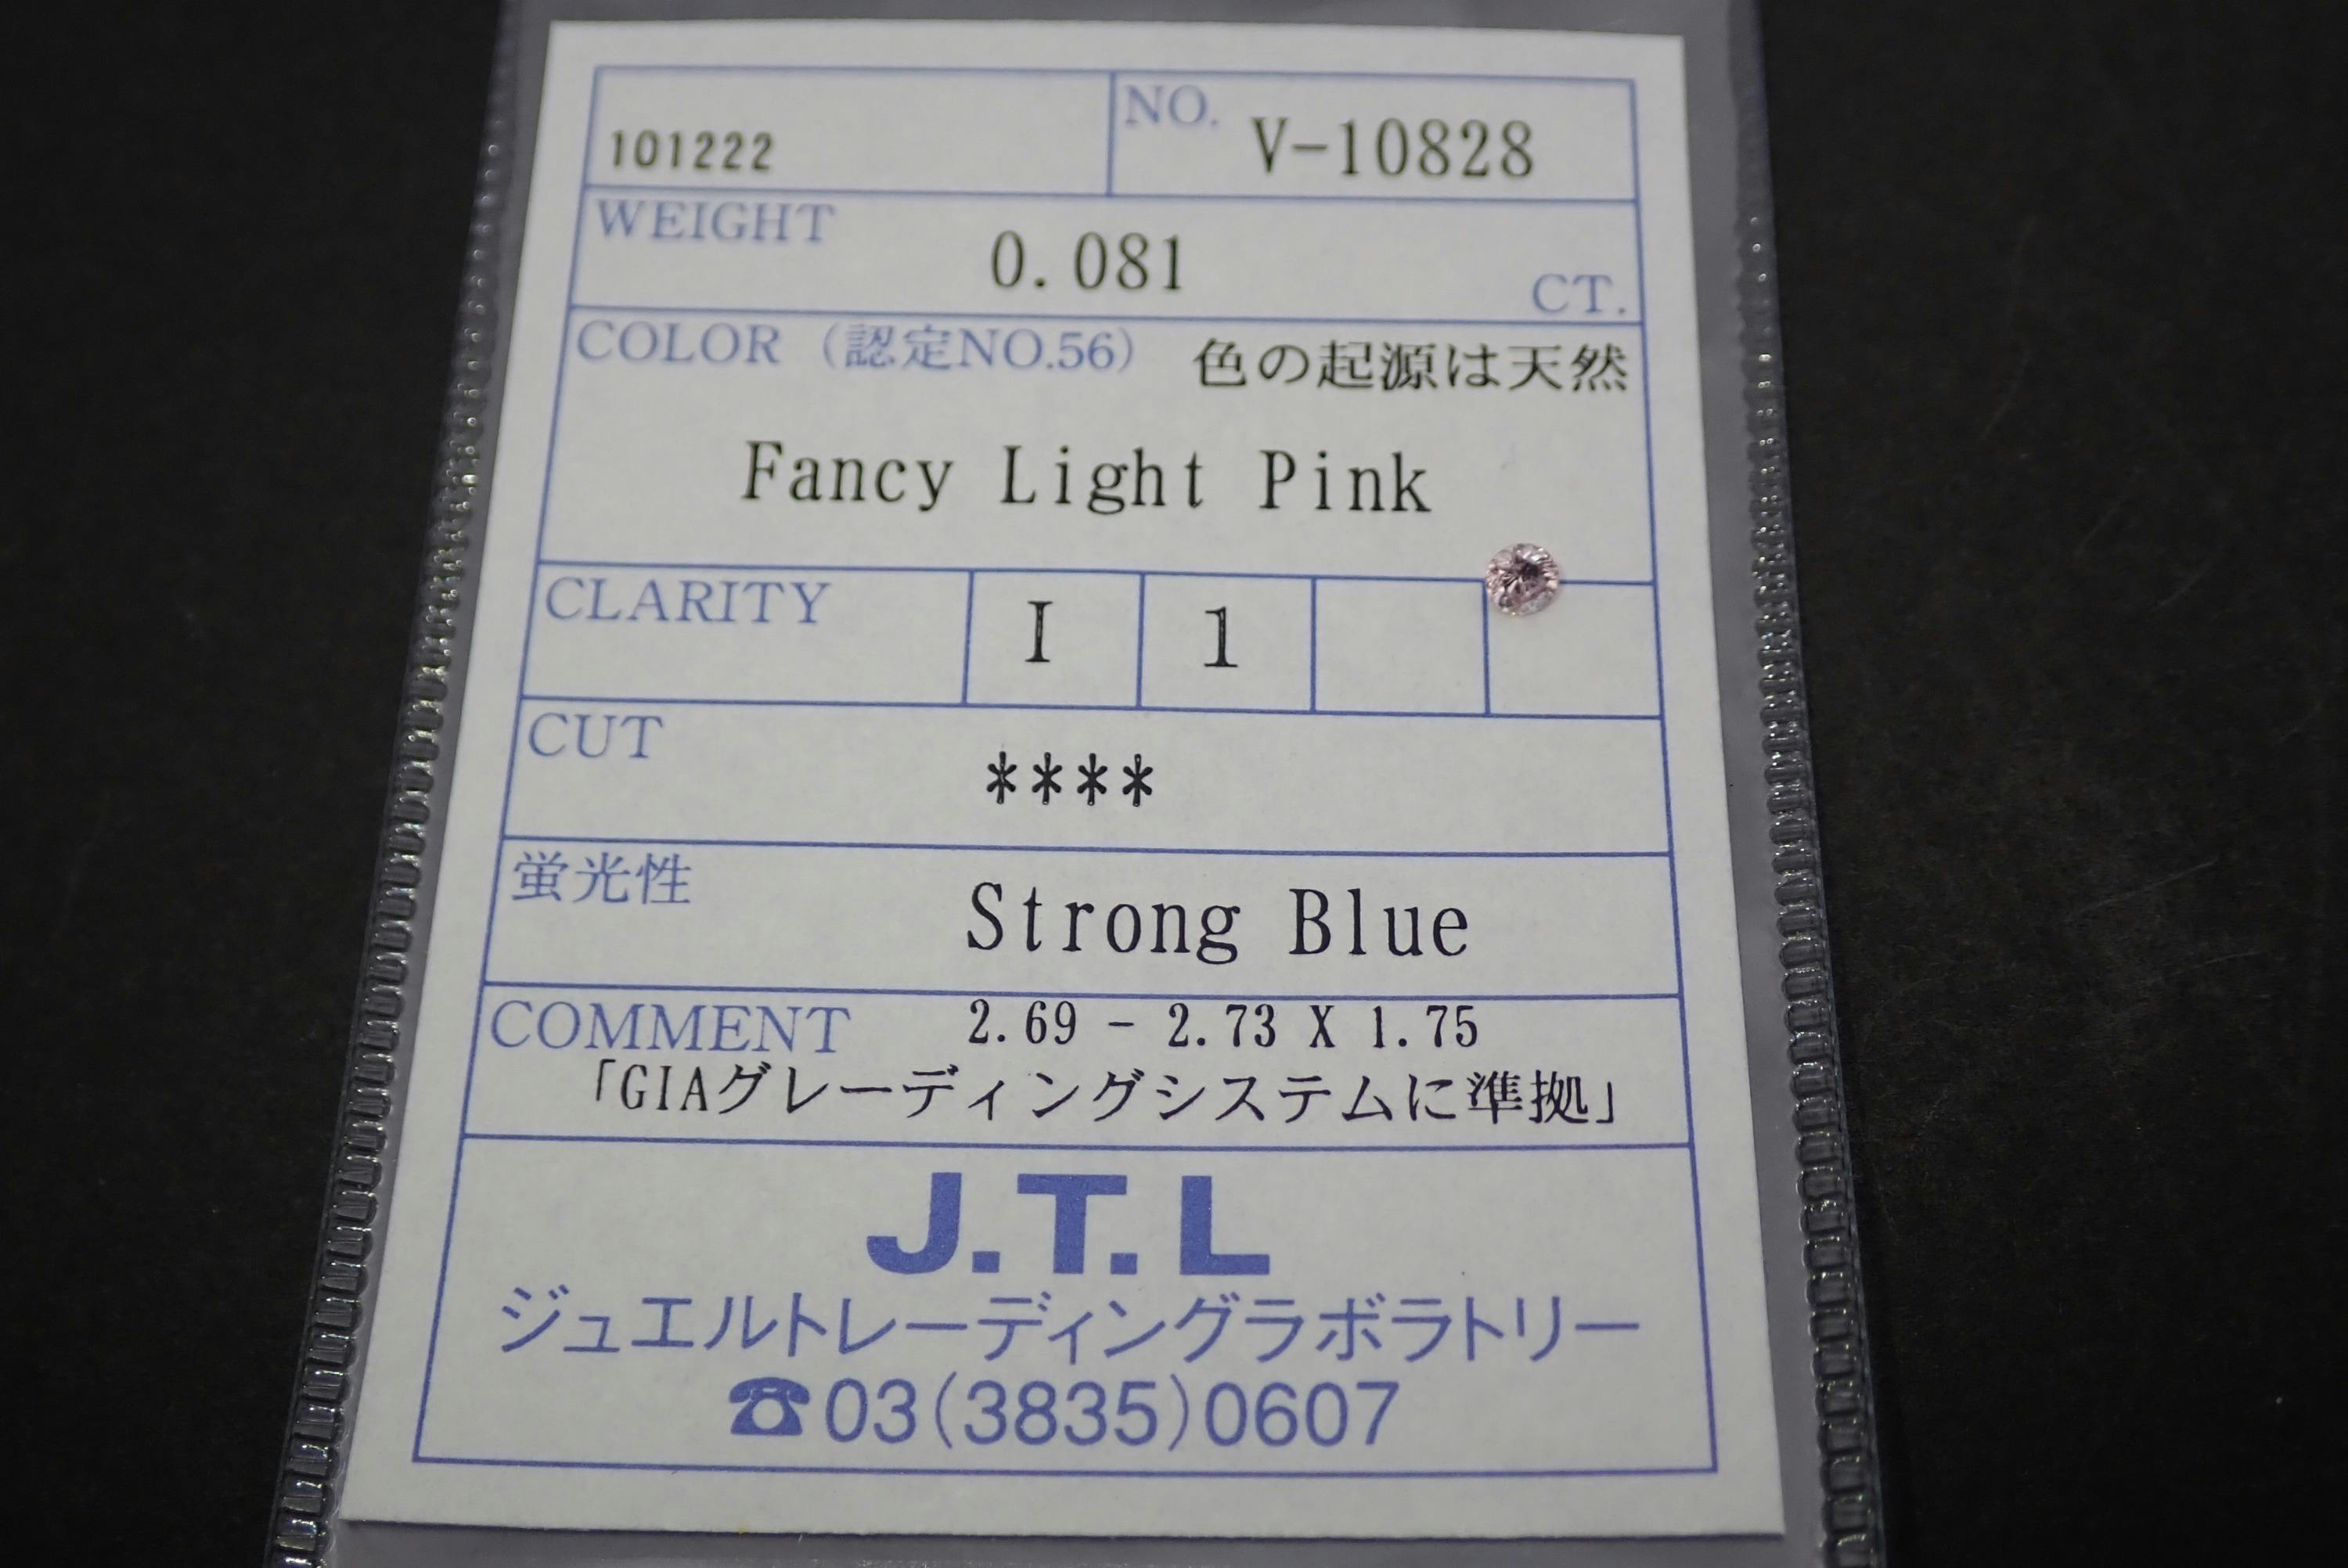 101222
NO. V-10828
WEIGHT 0.081 CT.
COLOR (認定NO.56) 色の起源は天然
Fancy Light Pink
CLARITY I 1
CUT ****
蛍光性 Strong Blue
COMMENT 2.69 - 2.73 X 1.75
「GIAグレーディングシステムに準拠」
J.T.L
ジュエルトレーディングラボラトリー
☎03(3835)0607